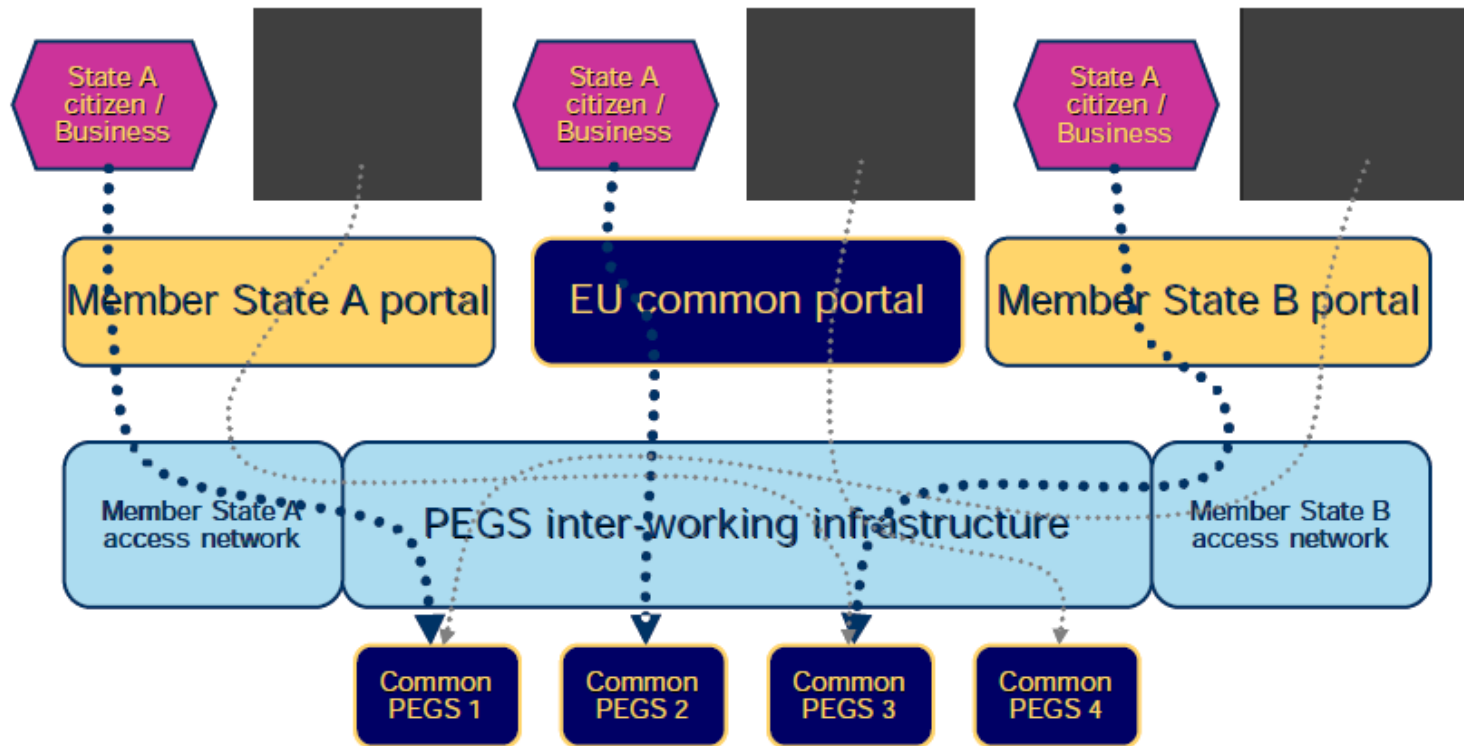 State A
citizen /
Business
State A
citizen /
Business
State A
citizen /
Business
Member State A portal
EU common portal
Member State B portal
Member State A
access network
PEGS inter-working infrastructure
Member State B
access network
Common
PEGS 1
Common
PEGS 2
Common
PEGS 3
Common
PEGS 4